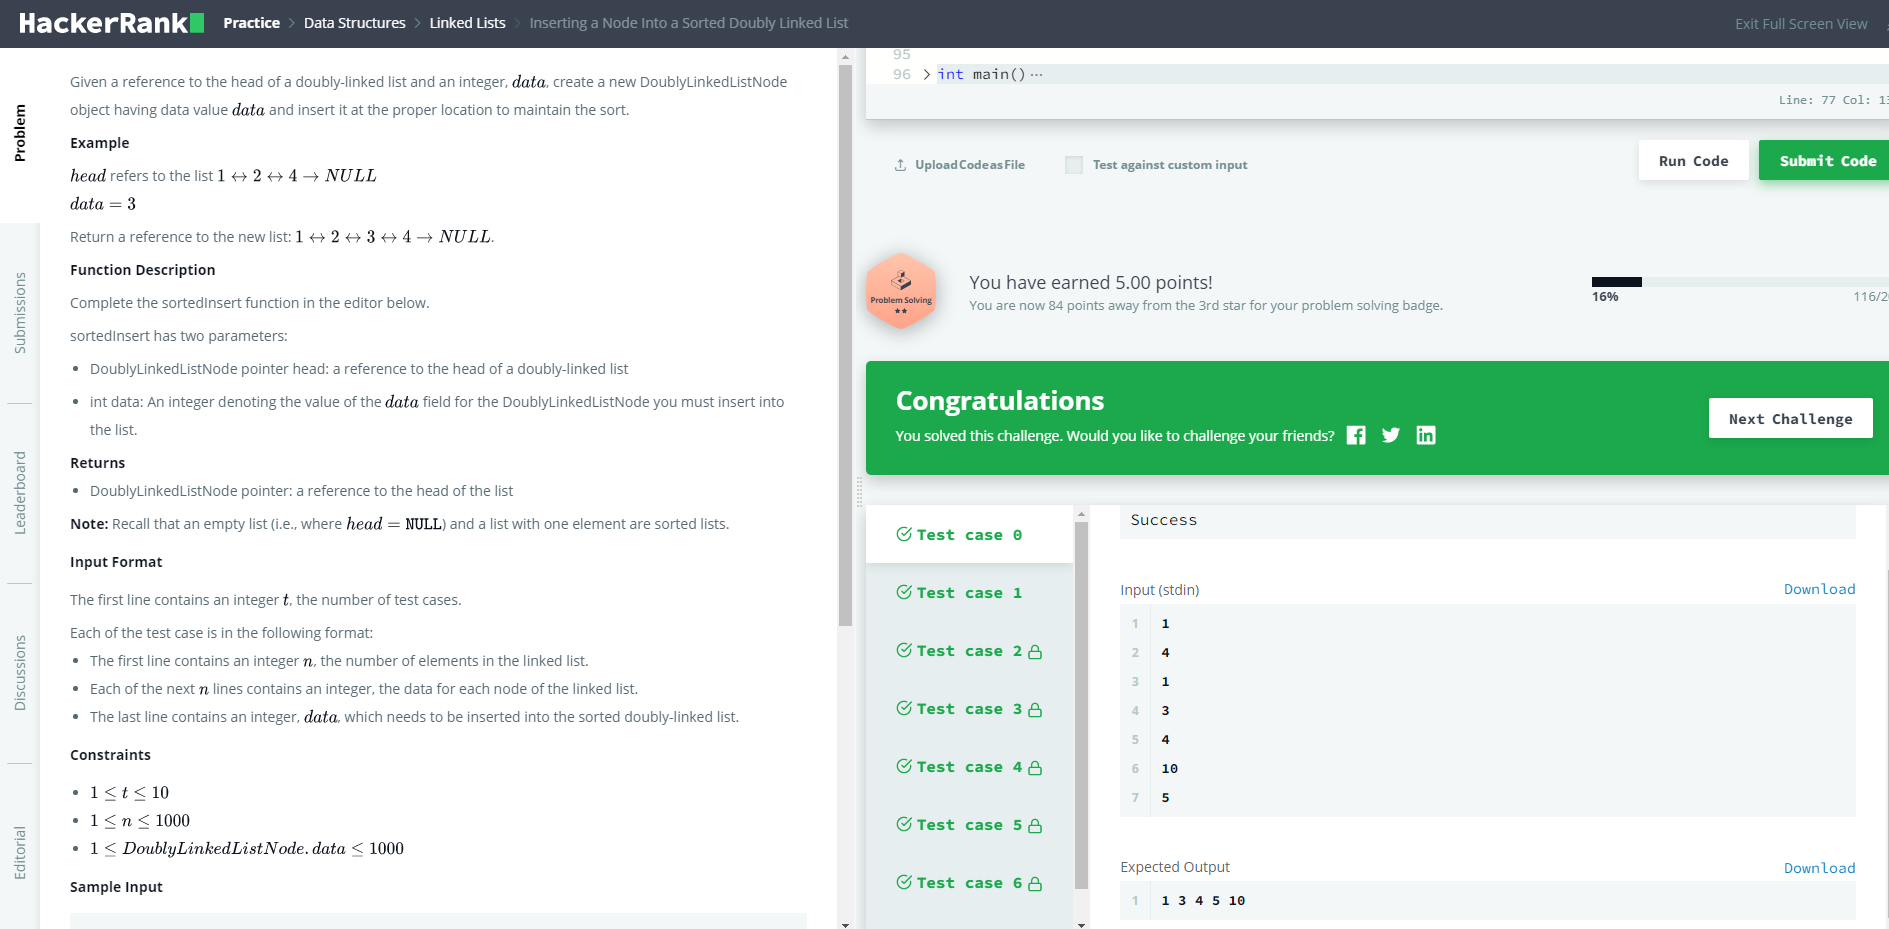 HackerRank Practice > Data Structures > Linked Lists > Inserting a Node Into a Sorted Doubly Linked List Exit Full Screen View
Problem
Submissions
Leaderboard
Discussions
Editorial
Given a reference to the head of a doubly-linked list and an integer, data, create a new DoublyLinkedListNode
object having data value data and insert it at the proper location to maintain the sort.
Example
head refers to the list 1 ↔ 2 ↔ 4 → NULL
data = 3
Return a reference to the new list: 1 ↔ 2 ↔ 3 ↔ 4 → NULL.
Function Description
Complete the sortedInsert function in the editor below.
sortedInsert has two parameters:
• DoublyLinkedListNode pointer head: a reference to the head of a doubly-linked list
• int data: An integer denoting the value of the data field for the DoublyLinkedListNode you must insert into
the list.
Returns
• DoublyLinkedListNode pointer: a reference to the head of the list
Note: Recall that an empty list (i.e., where head = NULL) and a list with one element are sorted lists.
Input Format
The first line contains an integer t, the number of test cases.
Each of the test case is in the following format:
• The first line contains an integer n, the number of elements in the linked list.
• Each of the next n lines contains an integer, the data for each node of the linked list.
• The last line contains an integer, data, which needs to be inserted into the sorted doubly-linked list.
Constraints
• 1 ≤ t ≤ 10
• 1 ≤ n ≤ 1000
• 1 ≤ DoublyLinkedListNode.data ≤ 1000
Sample Input
95
96 > int main() ···
Line: 77 Col: 13
Upload Code as File Test against custom input Run Code Submit Code
Problem Solving
You have earned 5.00 points!
You are now 84 points away from the 3rd star for your problem solving badge.
16% 116/2
Congratulations
You solved this challenge. Would you like to challenge your friends?
Next Challenge
Test case 0
Test case 1
Test case 2
Test case 3
Test case 4
Test case 5
Test case 6
Success
Input (stdin) Download
1 1
2 4
3 1
4 3
5 4
6 10
7 5
Expected Output Download
1 1 3 4 5 10